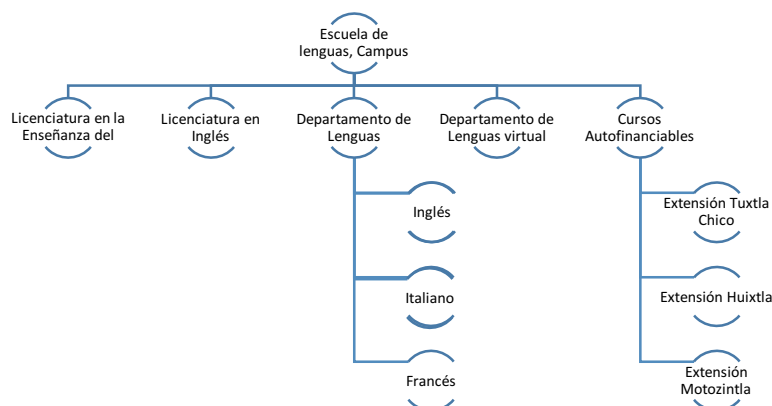 Escuela de
lenguas, Campus
Licenciatura en la
Enseñanza del
Licenciatura en
Inglés
Departamento de
Lenguas
Departamento de
Lenguas virtual
Cursos
Autofinanciables
Inglés
Italiano
Francés
Extensión Tuxtla
Chico
Extensión Huixtla
Extensión
Motozintla